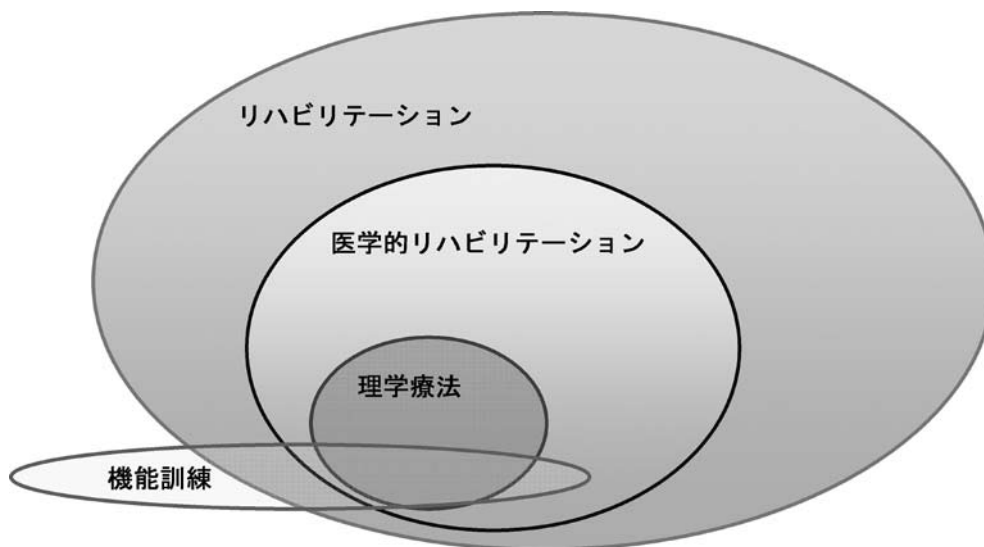 リハビリテーション
医学的リハビリテーション
理学療法
機能訓練